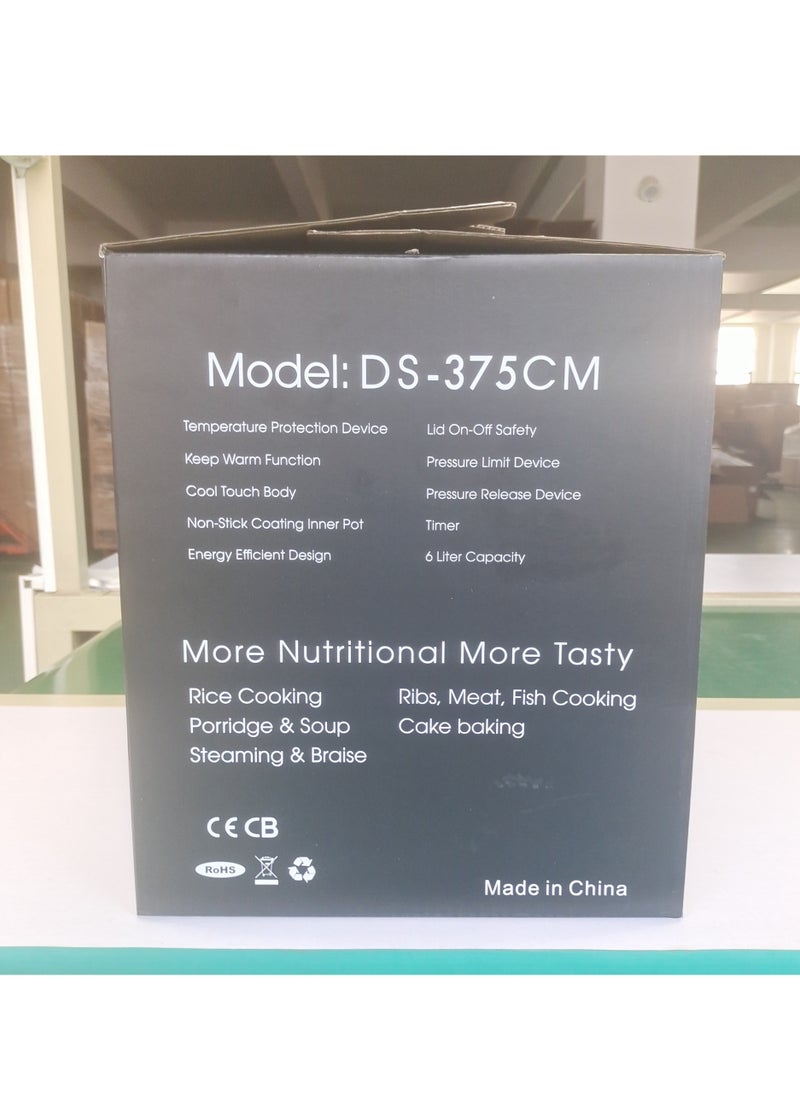 Model: DS-375CM
Temperature Protection Device
Keep Warm Function
Cool Touch Body
Non-Stick Coating Inner Pot
Energy Efficient Design
Lid On-Off Safety
Pressure Limit Device
Pressure Release Device
Timer
6 Liter Capacity
More Nutritional More Tasty
Rice Cooking
Porridge & Soup
Steaming & Braise
Ribs, Meat, Fish Cooking
Cake baking
CE CB
RoHS
Made in China